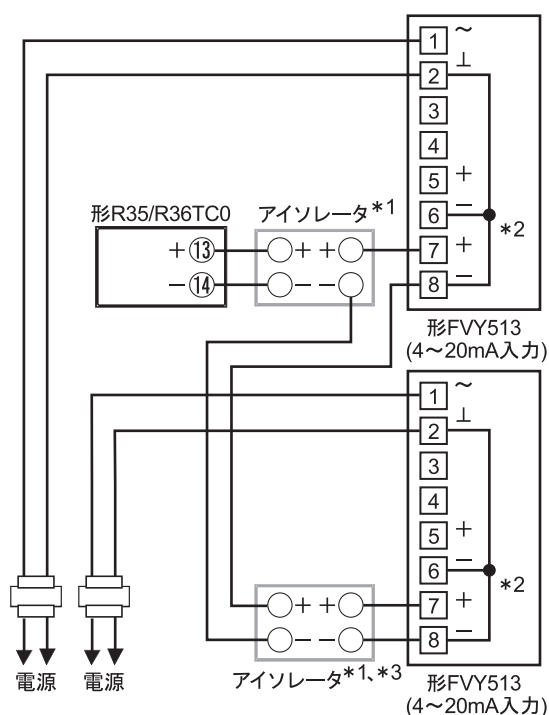 1 ~
2 ⊥
3
4
5 +
6 −
*2
7 +
8 −
形R35/R36TC0
+ 13
− 14
アイソレータ*1
+ +
− −
形FVY513
(4〜20mA入力)
1 ~
2 ⊥
3
4
5 +
6 −
*2
7 +
8 −
+ +
− −
アイソレータ*1、*3
電源
電源
形FVY513
(4〜20mA入力)